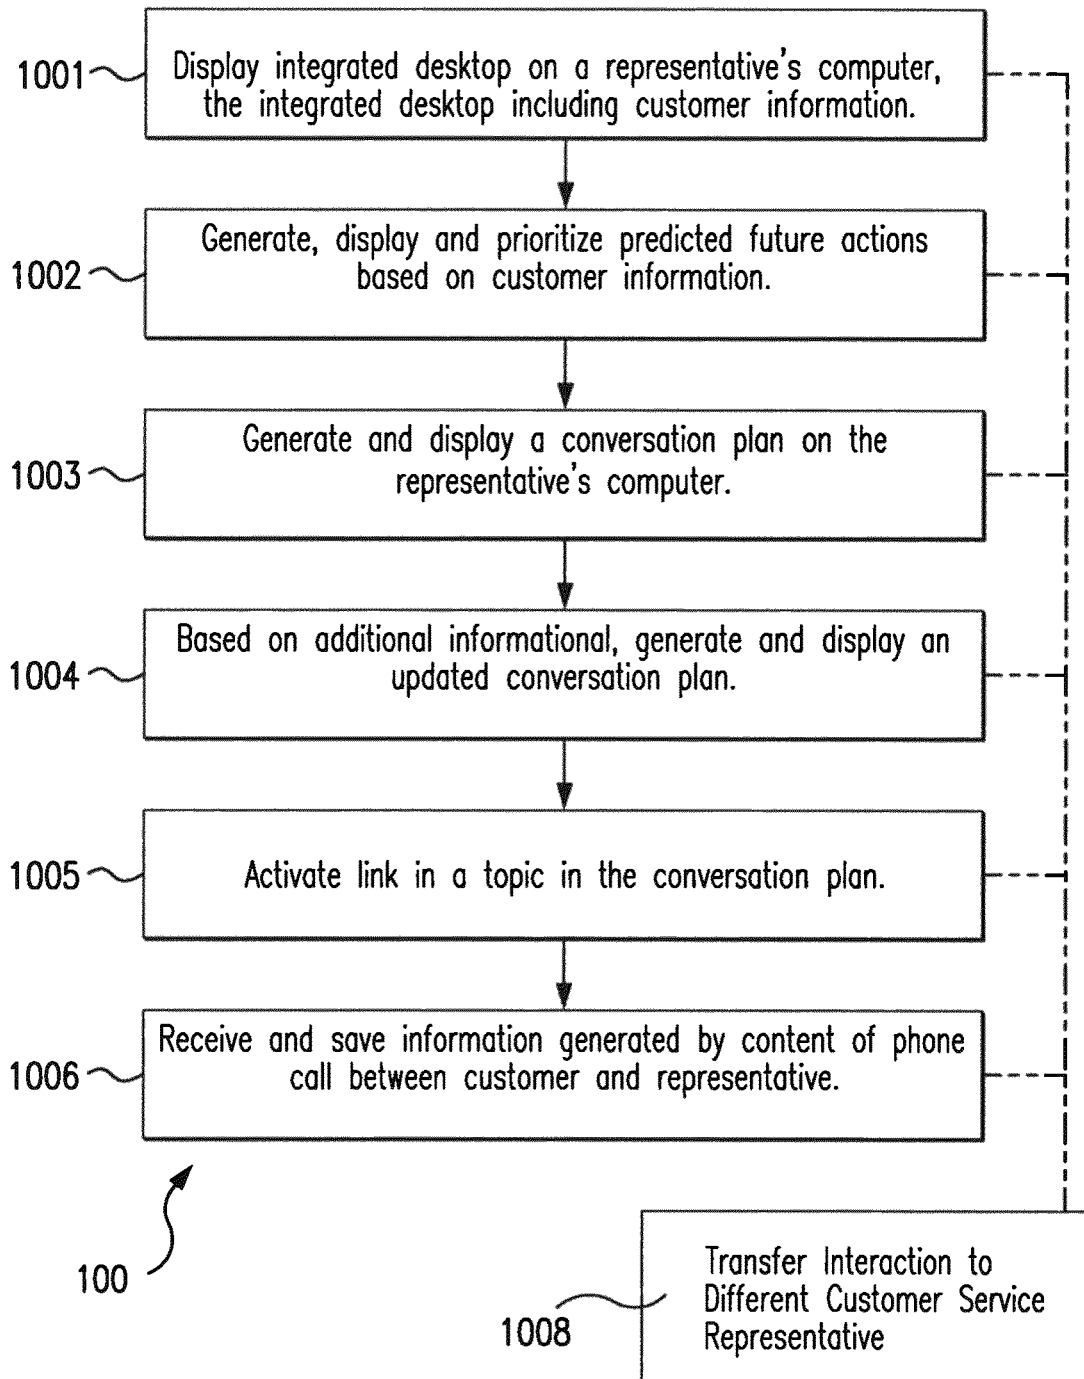 1001
Display integrated desktop on a representative's computer,
the integrated desktop including customer information.
1002
Generate, display and prioritize predicted future actions
based on customer information.
1003
Generate and display a conversation plan on the
representative's computer.
1004
Based on additional informational, generate and display an
updated conversation plan.
1005
Activate link in a topic in the conversation plan.
1006
Receive and save information generated by content of phone
call between customer and representative.
100
1008
Transfer Interaction to
Different Customer Service
Representative